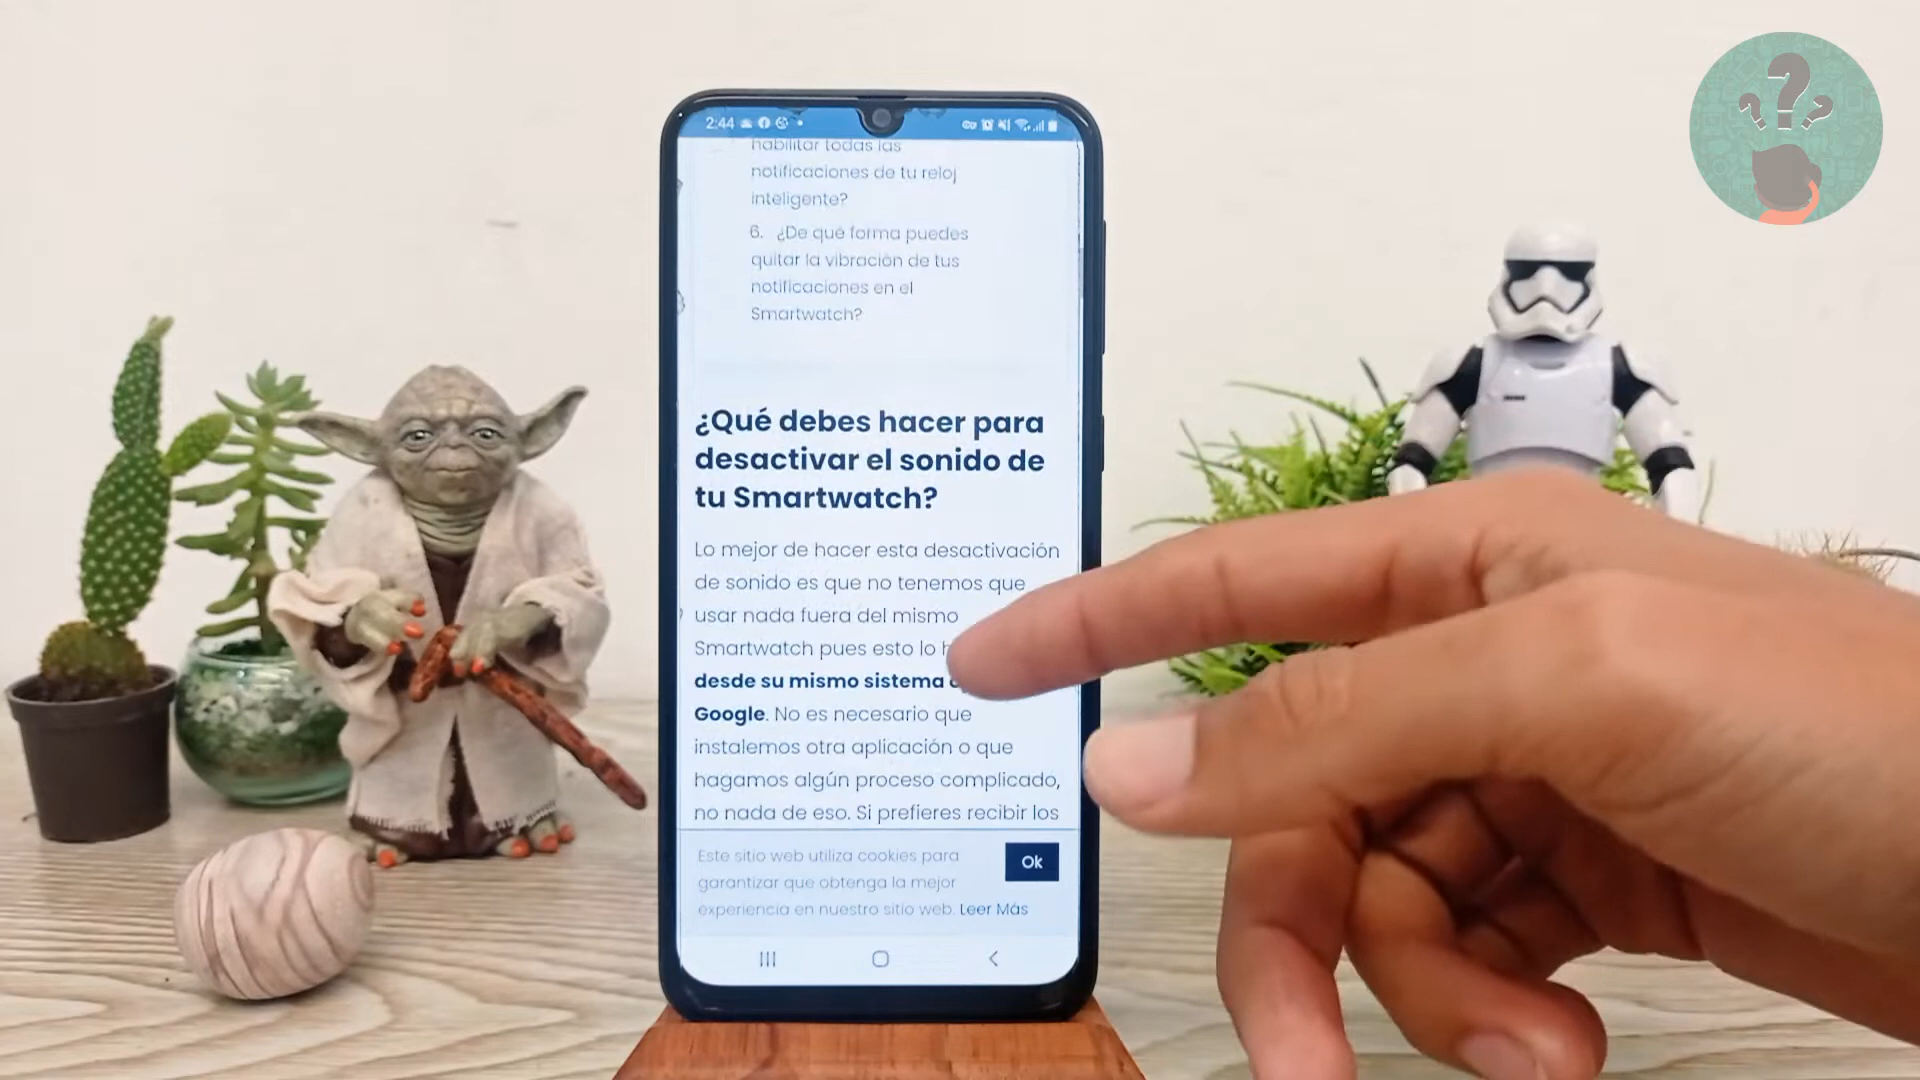 2:44
habilitar todas las
notificaciones de tu reloj
inteligente?
6. ¿De qué forma puedes
quitar la vibración de tus
notificaciones en el
Smartwatch?
¿Qué debes hacer para
desactivar el sonido de
tu Smartwatch?
Lo mejor de hacer esta desactivación
de sonido es que no tenemos que
usar nada fuera del mismo
Smartwatch pues esto lo
desde su mismo sistema
Google. No es necesario que
instalemos otra aplicación o que
hagamos algún proceso complicado,
no nada de eso. Si prefieres recibir los
Este sitio web utiliza cookies para
garantizar que obtenga la mejor
experiencia en nuestro sitio web. Leer Más
Ok